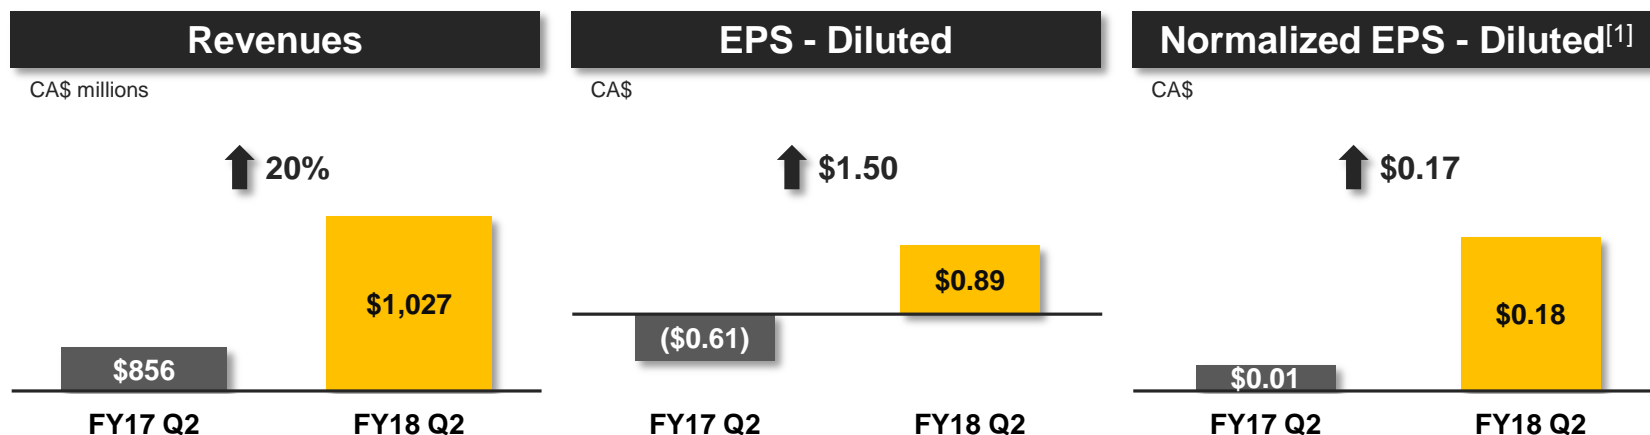 Revenues
CA$ millions
20%
$856
$1,027
FY17 Q2 FY18 Q2
EPS - Diluted
CA$
$1.50
($0.61)
$0.89
FY17 Q2 FY18 Q2
Normalized EPS - Diluted[1]
CA$
$0.17
$0.01
$0.18
FY17 Q2 FY18 Q2